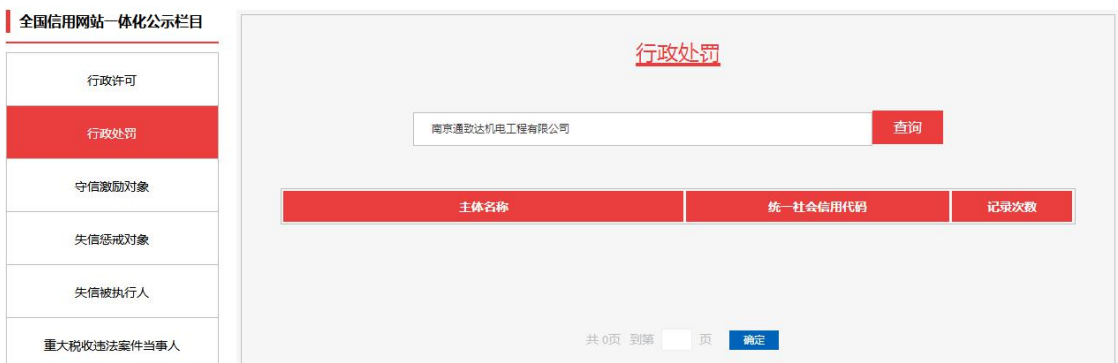 全国信用网站一体化公示栏目
行政许可
行政处罚
守信激励对象
失信惩戒对象
失信被执行人
重大税收违法案件当事人
行政处罚
南京通致达机电工程有限公司 查询
主体名称 统一社会信用代码 记录次数
共 0页 到第 页 确定